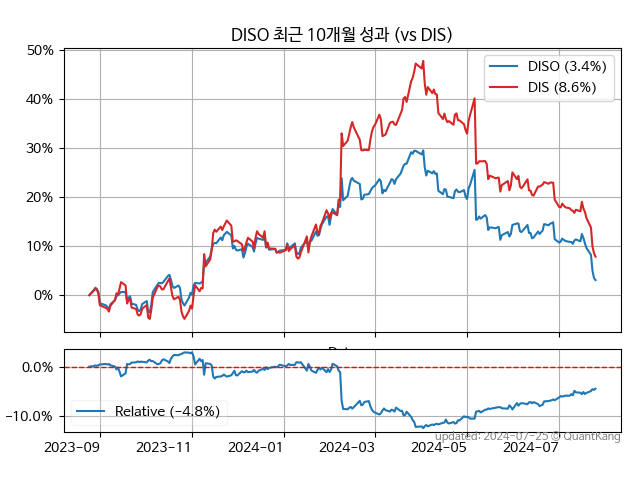 DISO 최근 10개월 성과 (vs DIS)
50%
40%
30%
20%
10%
0%
DISO (3.4%)
DIS (8.6%)
0.0%
−10.0%
Relative (−4.8%)
2023−09
2023−11
2024−01
2024−03
2024−05
2024−07
updated: 2024−07−25 © QuantKang